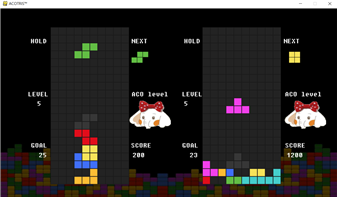 ACOTRIS™
HOLD
NEXT
LEVEL
5
ACO level
GOAL
25
SCORE
200
HOLD
NEXT
LEVEL
5
ACO level
GOAL
23
SCORE
1200